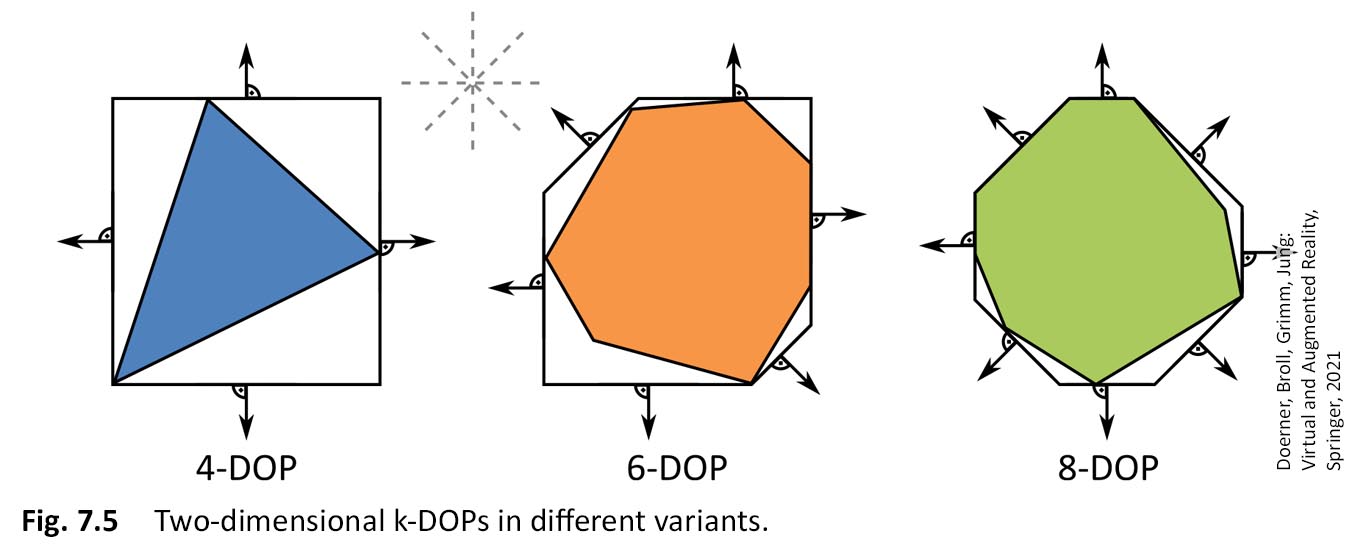 4-DOP
6-DOP
8-DOP
Fig. 7.5 Two-dimensional k-DOPs in different variants.
Doerner, Broll, Grimm, Jung:
Virtual and Augmented Reality,
Springer, 2021